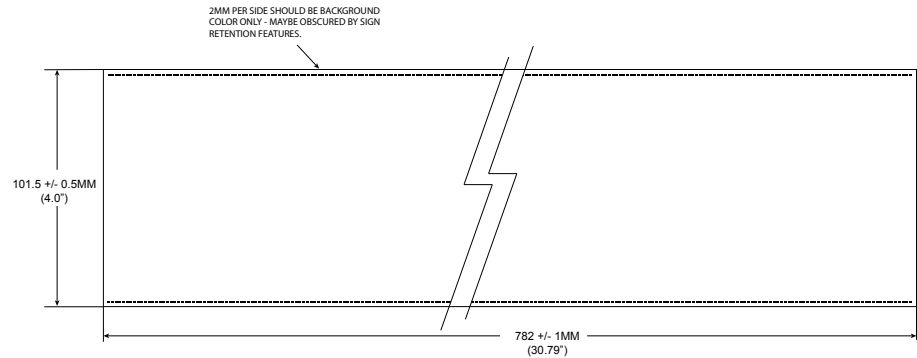 2MM PER SIDE SHOULD BE BACKGROUND
COLOR ONLY - MAYBE OBSCURED BY SIGN
RETENTION FEATURES.
101.5 +/- 0.5MM
(4.0")
782 +/- 1MM
(30.79")